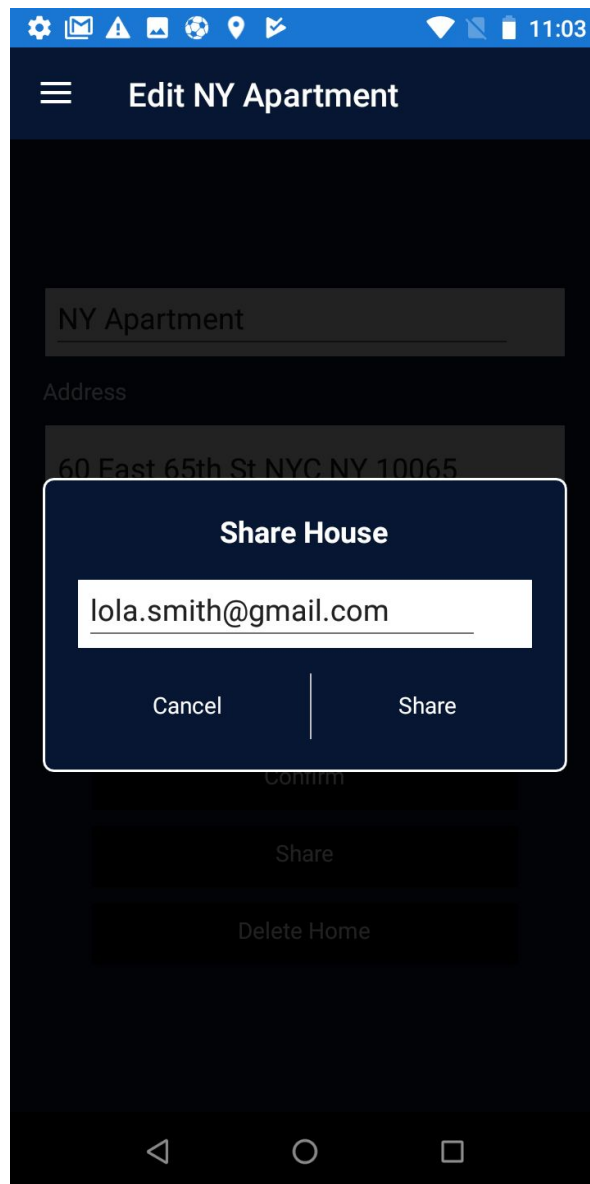 11:03
Edit NY Apartment
NY Apartment
Address
60 East 65th St NYC NY 10065
Share House
lola.smith@gmail.com
Cancel Share
Confirm
Share
Delete Home